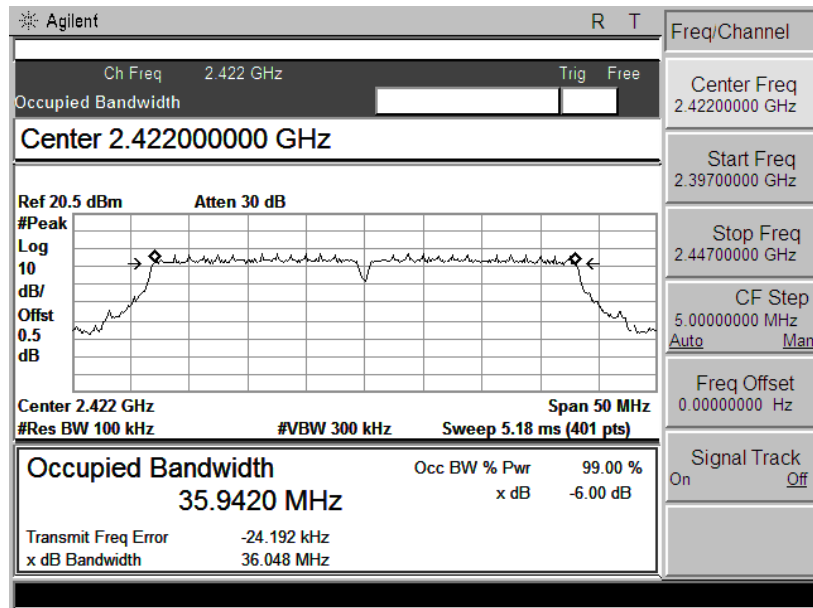 Agilent R T
Ch Freq 2.422 GHz Trig Free
Occupied Bandwidth
Center 2.422000000 GHz
Ref 20.5 dBm Atten 30 dB
#Peak
Log
10
dB/
Offst
0.5
dB
Center 2.422 GHz Span 50 MHz
#Res BW 100 kHz #VBW 300 kHz Sweep 5.18 ms (401 pts)
Occupied Bandwidth Occ BW % Pwr 99.00 %
35.9420 MHz x dB -6.00 dB
Transmit Freq Error -24.192 kHz
x dB Bandwidth 36.048 MHz
Freq/Channel
Center Freq
2.42200000 GHz
Start Freq
2.39700000 GHz
Stop Freq
2.44700000 GHz
CF Step
5.00000000 MHz
Auto Man
Freq Offset
0.00000000 Hz
Signal Track
On Off